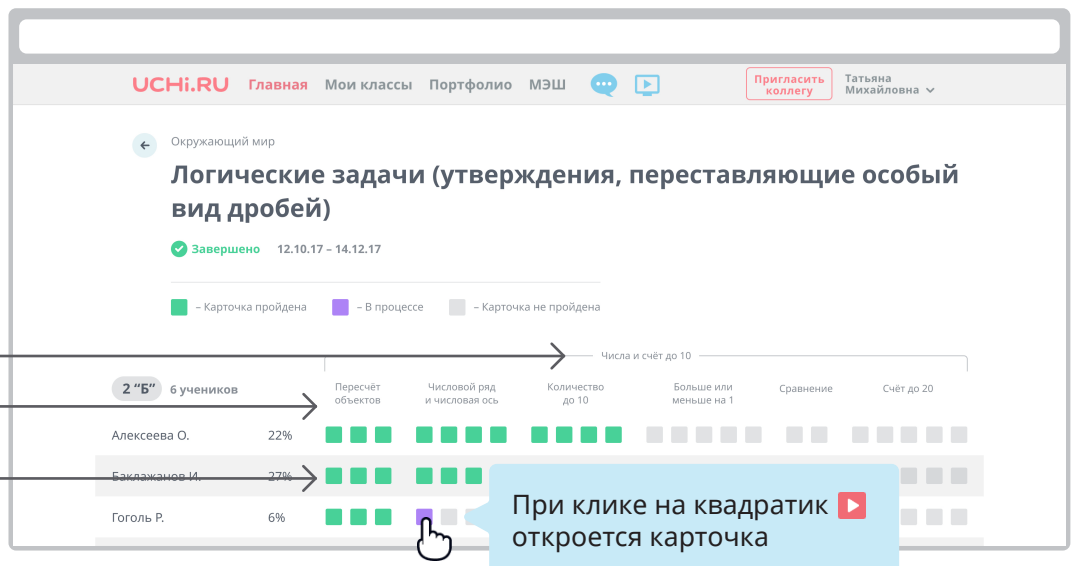 UCHi.RU Главная Мои классы Портфолио МЭШ Пригласить коллегу Татьяна Михайловна
Окружающий мир
Логические задачи (утверждения, переставляющие особый
вид дробей)
Завершено 12.10.17 – 14.12.17
– Карточка пройдена – В процессе – Карточка не пройдена
Числа и счёт до 10
2 “Б” 6 учеников
Пересчёт
объектов
Числовой ряд
и числовая ось
Количество
до 10
Больше или
меньше на 1
Сравнение
Счёт до 20
Алексеева О. 22%
Баклажанов И. 27%
Гоголь Р. 6%
При клике на квадратик
откроется карточка